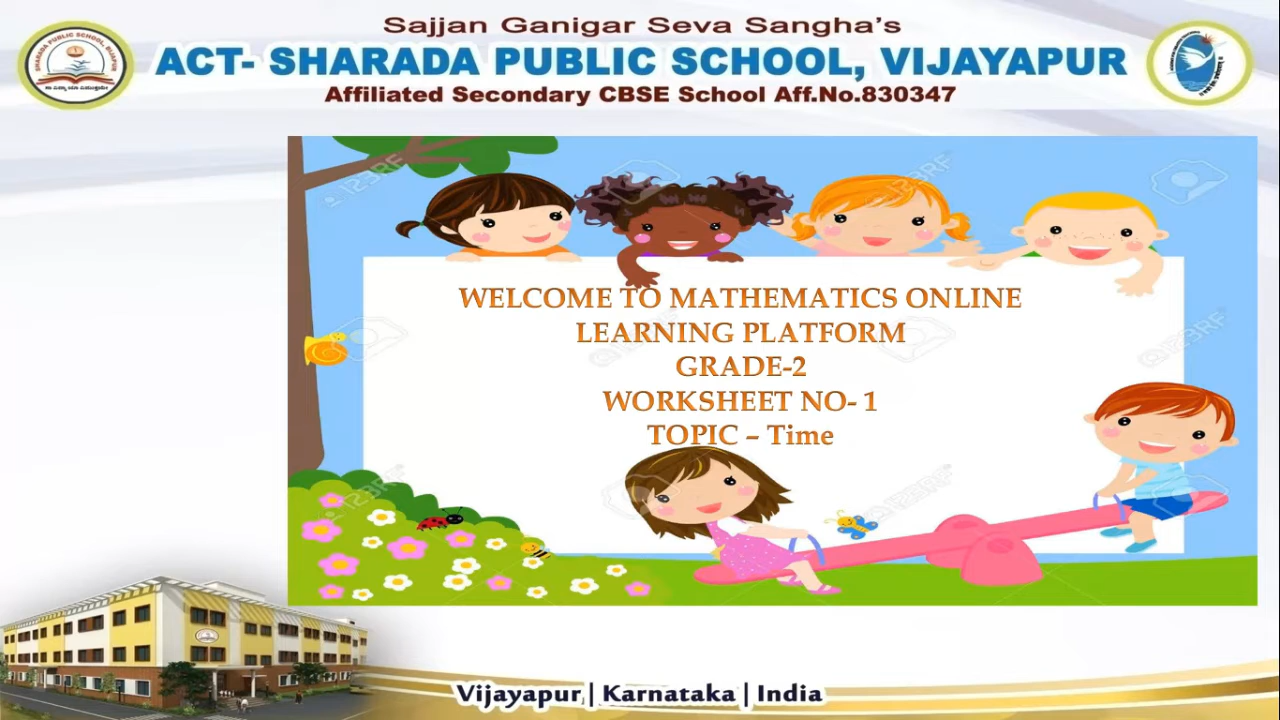 Sajjan Ganigar Seva Sangha's
ACT- SHARADA PUBLIC SCHOOL, VIJAYAPUR
Affiliated Secondary CBSE School Aff.No.830347
WELCOME TO MATHEMATICS ONLINE
LEARNING PLATFORM
GRADE-2
WORKSHEET NO- 1
TOPIC – Time
Vijayapur | Karnataka | India